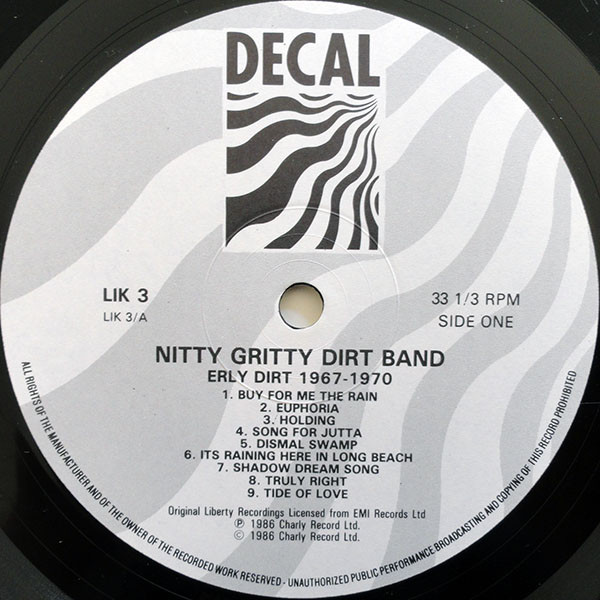 DECAL
LIK 3
LIK 3/A
33 1/3 RPM
SIDE ONE
NITTY GRITTY DIRT BAND
ERLY DIRT 1967-1970
1. BUY FOR ME THE RAIN
2. EUPHORIA
3. HOLDING
4. SONG FOR JUTTA
5. DISMAL SWAMP
6. ITS RAINING HERE IN LONG BEACH
7. SHADOW DREAM SONG
8. TRULY RIGHT
9. TIDE OF LOVE
Original Liberty Recordings Licensed from EMI Records Ltd
℗ 1986 Charly Record Ltd.
© 1986 Charly Record Ltd.
ALL RIGHTS OF THE MANUFACTURER AND OF THE OWNER OF THE RECORDED WORK RESERVED - UNAUTHORIZED PUBLIC PERFORMANCE BROADCASTING AND COPYING OF THIS RECORD PROHIBITED